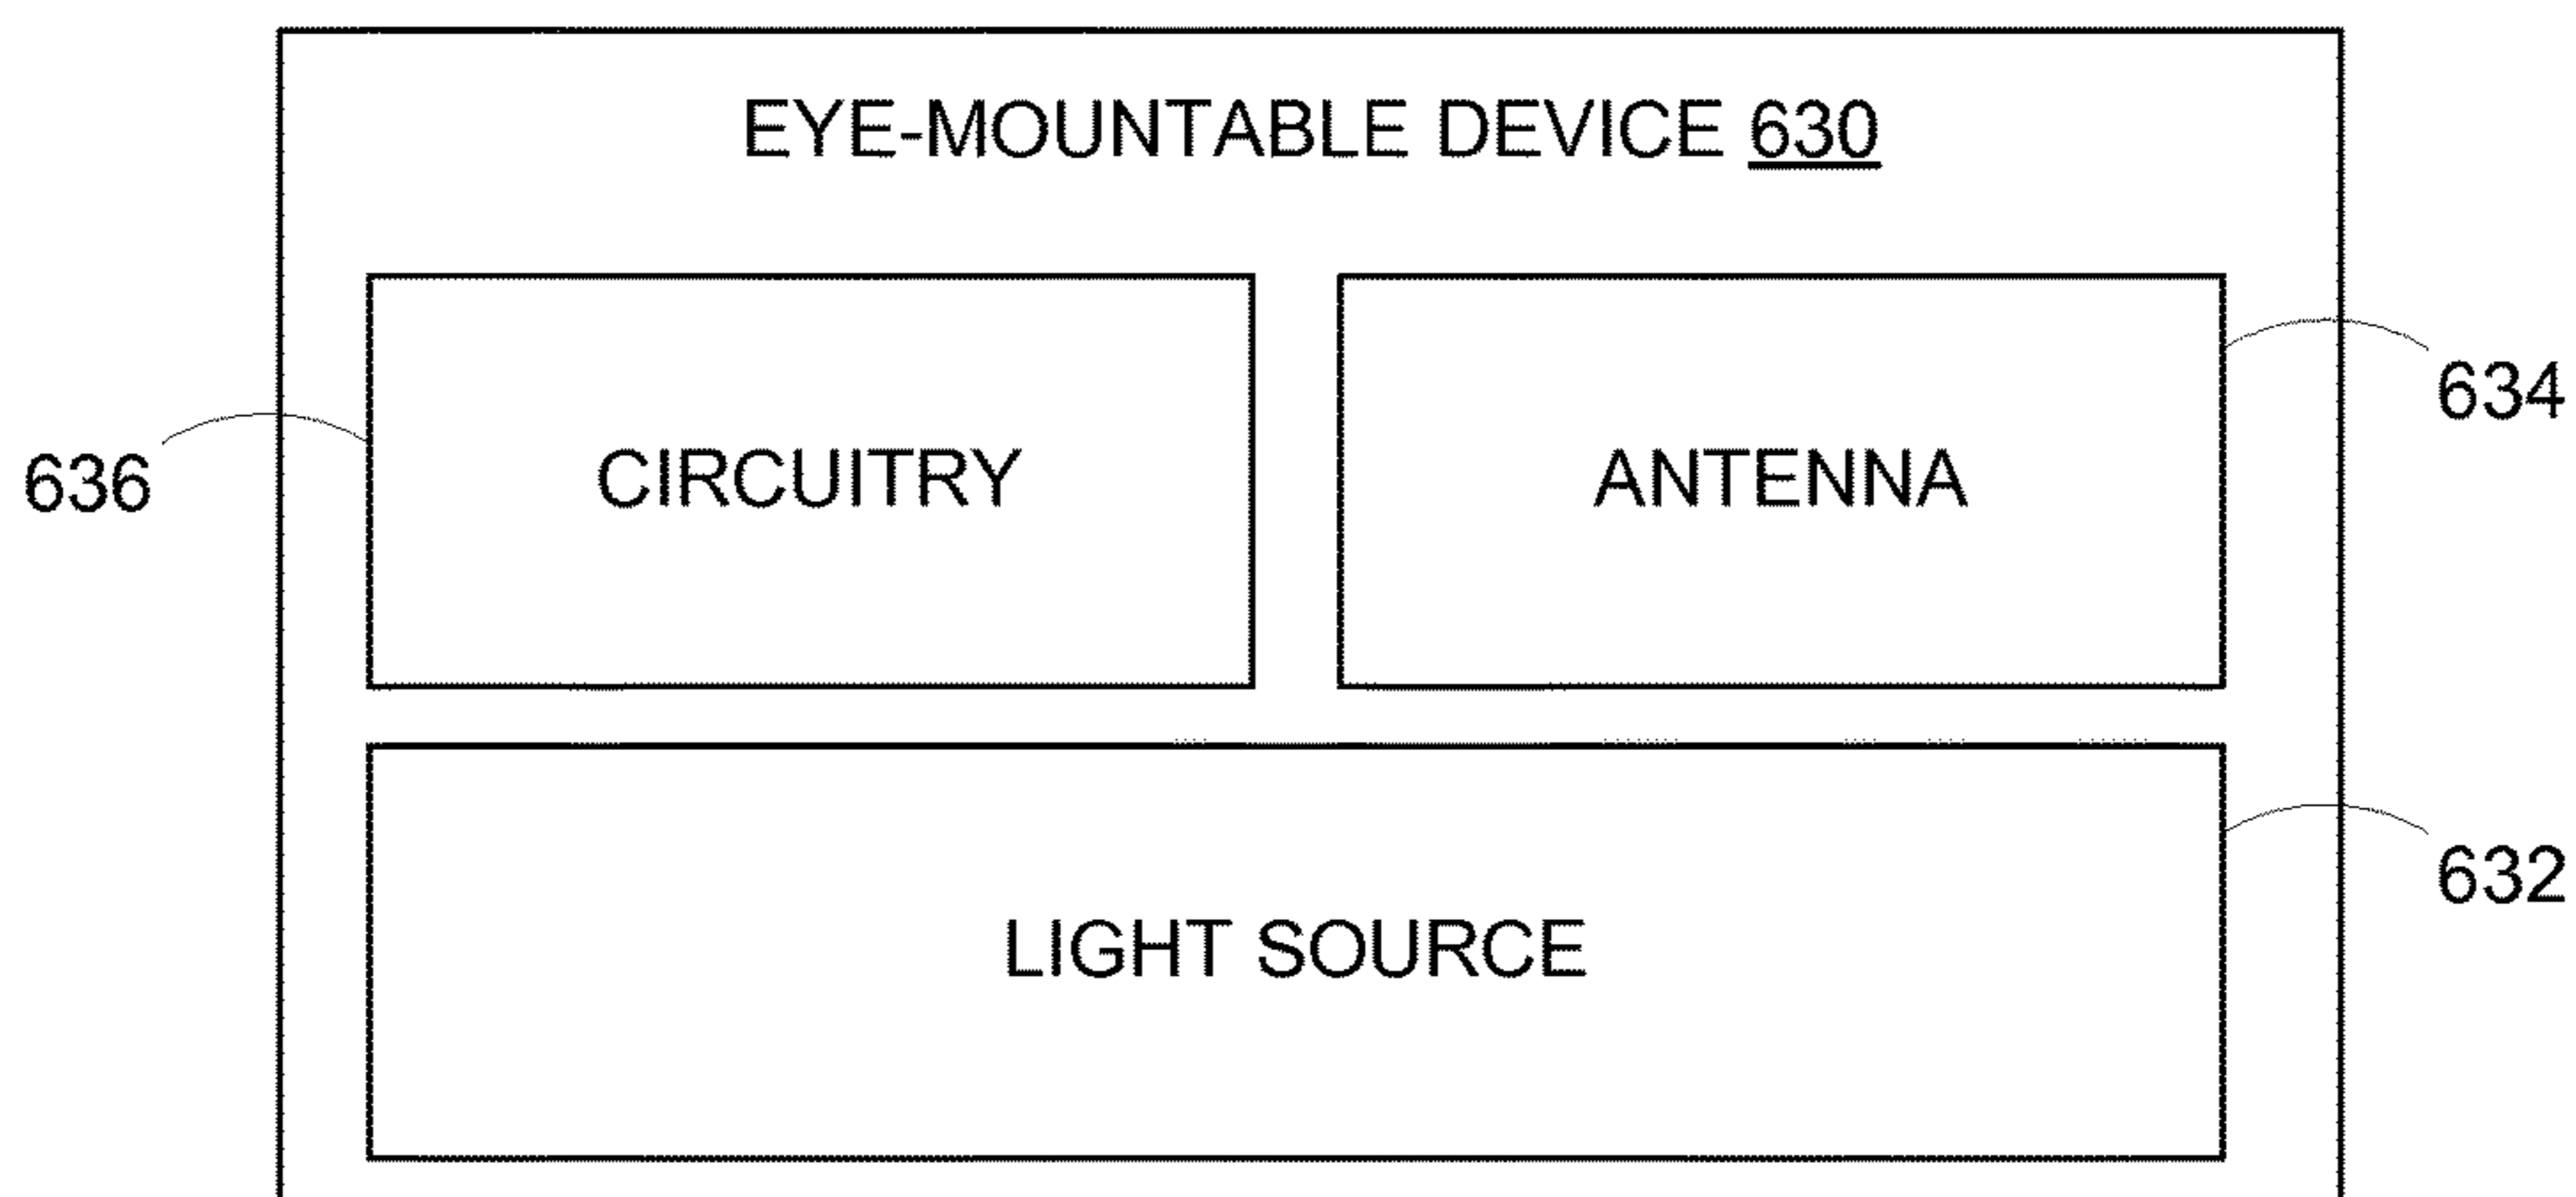 EYE-MOUNTABLE DEVICE 630
634
636
CIRCUITRY
ANTENNA
632
LIGHT SOURCE